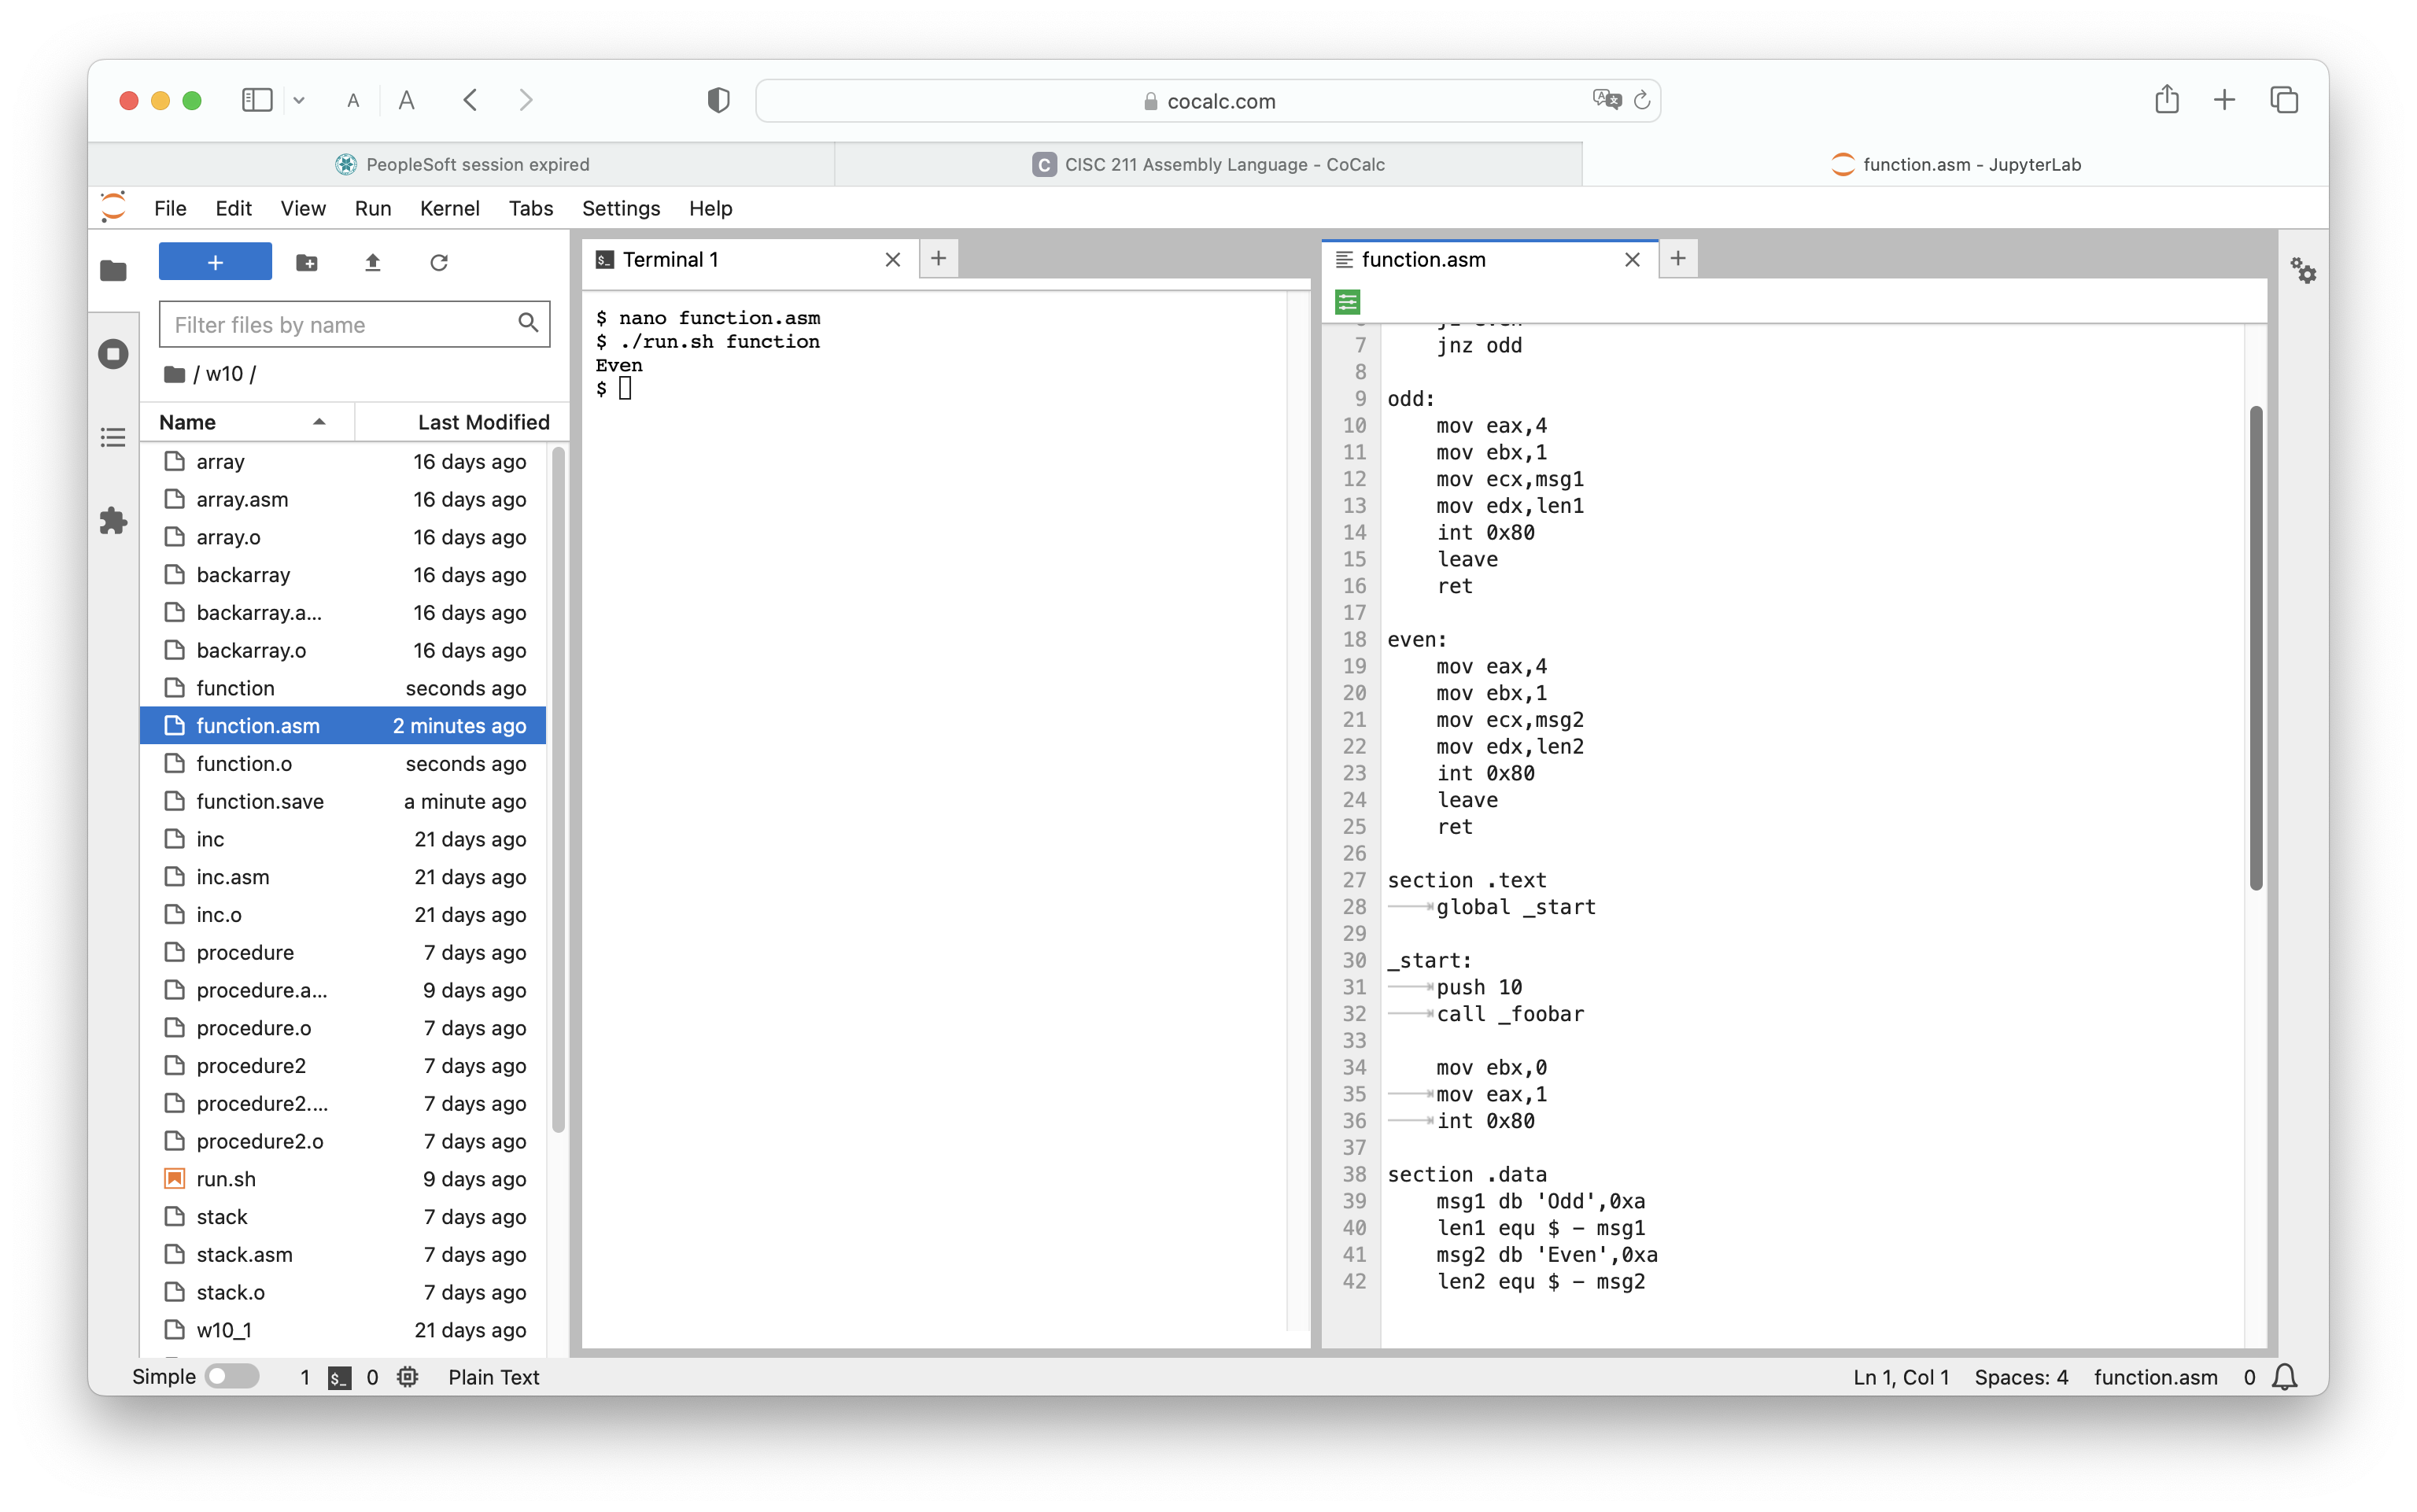 A A
cocalc.com
PeopleSoft session expired
C CISC 211 Assembly Language - CoCalc
function.asm - JupyterLab
File Edit View Run Kernel Tabs Settings Help
+
Filter files by name
/ w10 /
Name Last Modified
array 16 days ago
array.asm 16 days ago
array.o 16 days ago
backarray 16 days ago
backarray.a... 16 days ago
backarray.o 16 days ago
function seconds ago
function.asm 2 minutes ago
function.o seconds ago
function.save a minute ago
inc 21 days ago
inc.asm 21 days ago
inc.o 21 days ago
procedure 7 days ago
procedure.a... 9 days ago
procedure.o 7 days ago
procedure2 7 days ago
procedure2.... 7 days ago
procedure2.o 7 days ago
run.sh 9 days ago
stack 7 days ago
stack.asm 7 days ago
stack.o 7 days ago
w10_1 21 days ago
$_ Terminal 1
$ nano function.asm
$ ./run.sh function
Even
$
function.asm
7 jnz odd
8
9 odd:
10 mov eax,4
11 mov ebx,1
12 mov ecx,msg1
13 mov edx,len1
14 int 0x80
15 leave
16 ret
17
18 even:
19 mov eax,4
20 mov ebx,1
21 mov ecx,msg2
22 mov edx,len2
23 int 0x80
24 leave
25 ret
26
27 section .text
28 global _start
29
30 _start:
31 push 10
32 call _foobar
33
34 mov ebx,0
35 mov eax,1
36 int 0x80
37
38 section .data
39 msg1 db 'Odd',0xa
40 len1 equ $ - msg1
41 msg2 db 'Even',0xa
42 len2 equ $ - msg2
Simple 1 $_ 0 Plain Text
Ln 1, Col 1 Spaces: 4 function.asm 0